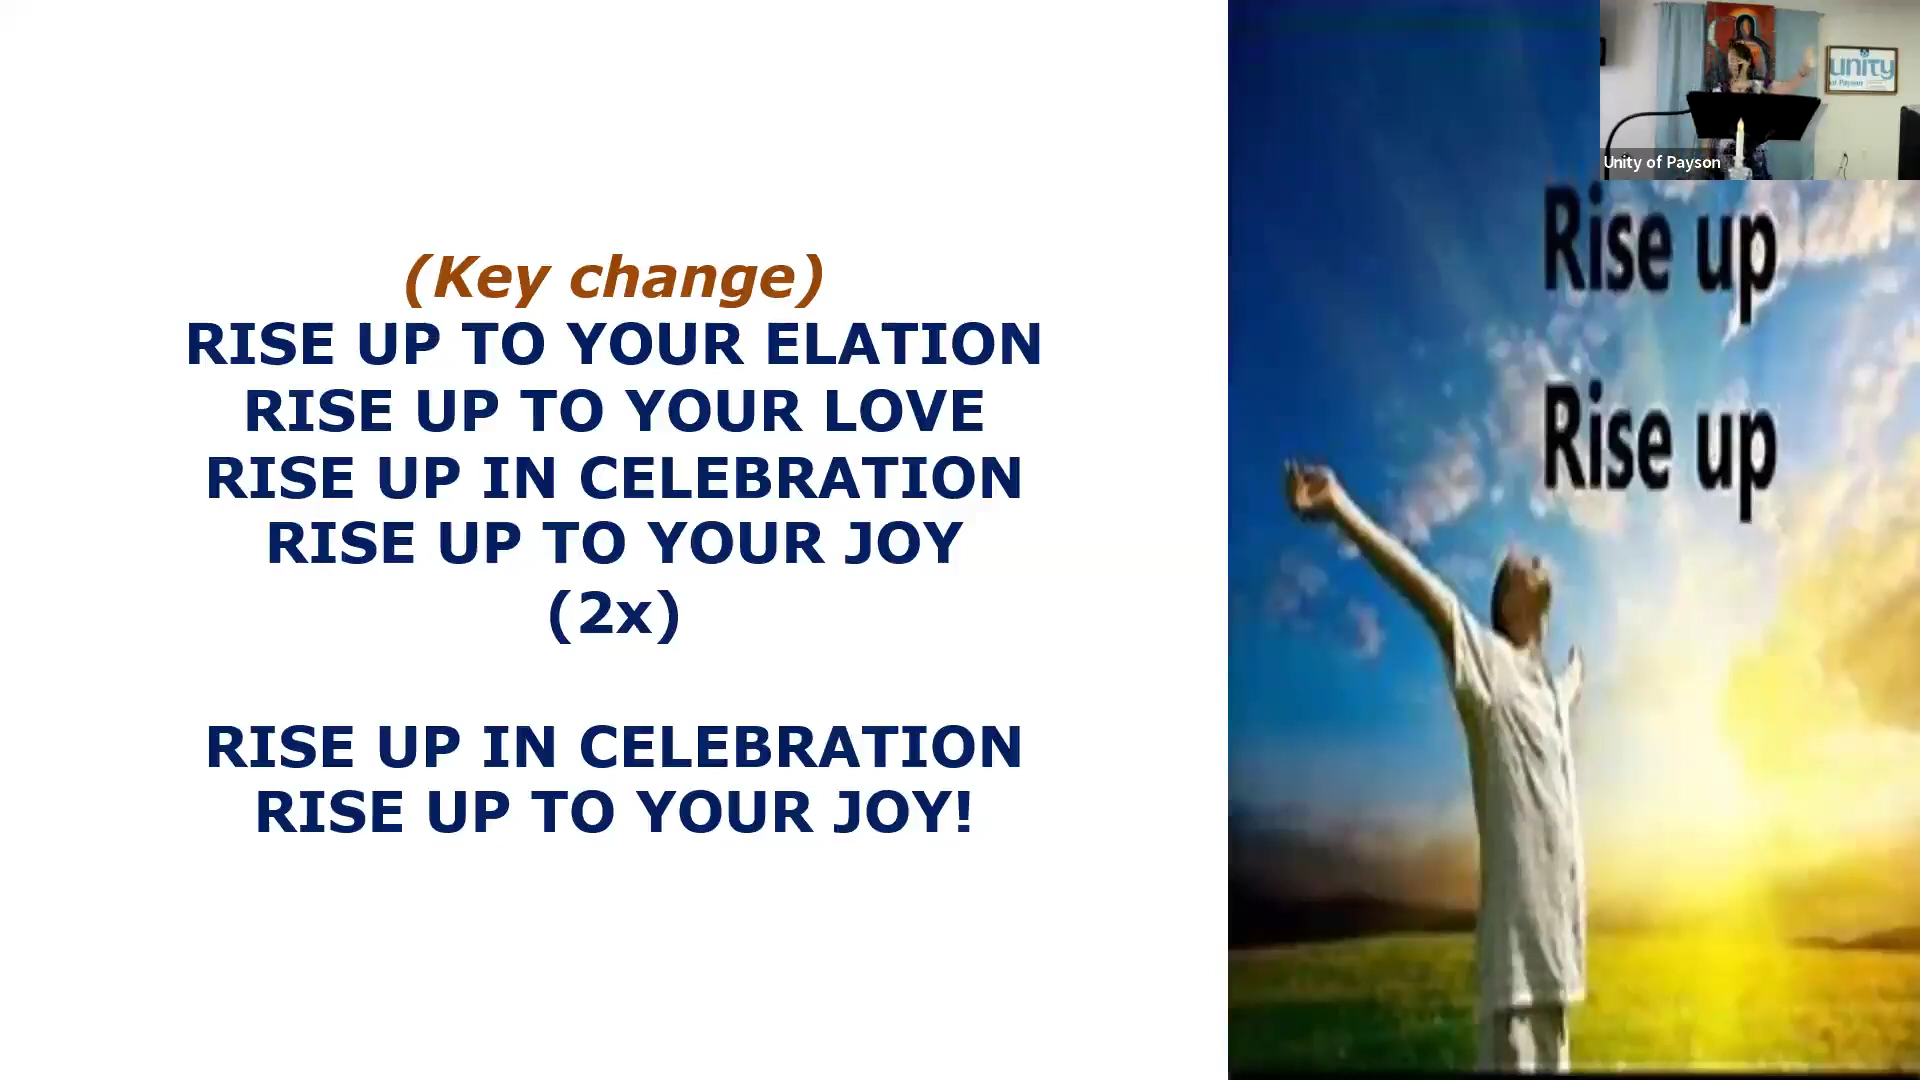 (Key change)
RISE UP TO YOUR ELATION
RISE UP TO YOUR LOVE
RISE UP IN CELEBRATION
RISE UP TO YOUR JOY
(2x)
RISE UP IN CELEBRATION
RISE UP TO YOUR JOY!
unity
of Payson
Unity of Payson
Rise up
Rise up